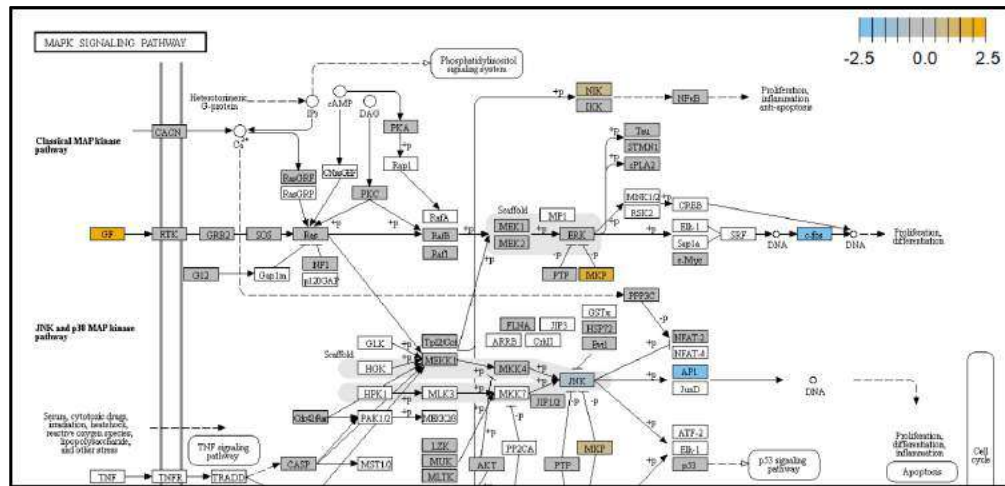 MAPK SIGNALING PATHWAY
-2.5 0.0 2.5
Phosphatidylinositol
signaling system
Heterotrimeric
G-protein
IP3
cAMP
DAG
Ca2+
CACN
PKA
+p
Rap1
NIK
IKK
+p
NFκB
Proliferation,
inflammation
anti-apoptosis
Classical MAP kinase
pathway
RasGRF
RasGRP
CNasGEF
PKC
RafA
Tau
STMN1
cPLA2
+p
MNK1/2
RSK2
CREB
GF
RTK
GRB2
SOS
Ras
+p
RafB
Raf1
+p
Scaffold
MEK1
MEK2
MP1
+p
ERK
+p
Elk-1
Sap1a
c-Myc
SRF
DNA
c-fos
DNA
Proliferation,
differentiation
G12
Gap1m
NF1
p120GAP
PTP
MKP
-p
-p
PPP3C
-p
JNK and p38 MAP kinase
pathway
GLK
HGK
HPK1
Scaffold
Tpl2/Cot
MEKK1
MLK3
+p
FLNA
JIP3
ARRB
CrkII
GSTπ
HSP72
Evi1
MKK4
MKK7
JNK
JIP1/2
+p
NFAT-2
NFAT-4
AP1
JunD
DNA
Serum, cytotoxic drugs,
irradiation, heatshock,
reactive oxygen species,
lipopolysaccharide,
and other stress
Cdc42/Rac
PAK1/2
MEKK2/3
TNF signaling
pathway
TNF
TNFR
TRADD
CASP
MST1/2
LZK
MUK
MLTK
AKT
PP2CA
PTP
MKP
ATF-2
Elk-1
p53
p53 signaling
pathway
Proliferation,
differentiation,
inflammation
Apoptosis
Cell
cycle